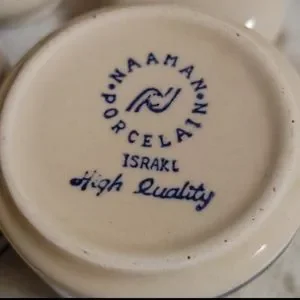 • NAAMAN •
PORCELAIN
ISRAEL
High Quality